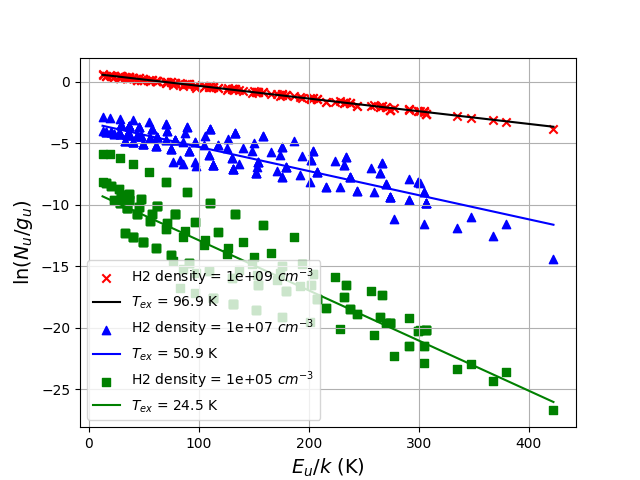 0
−5
−10
−15
−20
−25
ln(N_u/g_u)
H2 density = 1e+09 cm⁻³
T_ex = 96.9 K
H2 density = 1e+07 cm⁻³
T_ex = 50.9 K
H2 density = 1e+05 cm⁻³
T_ex = 24.5 K
0 100 200 300 400
E_u/k (K)